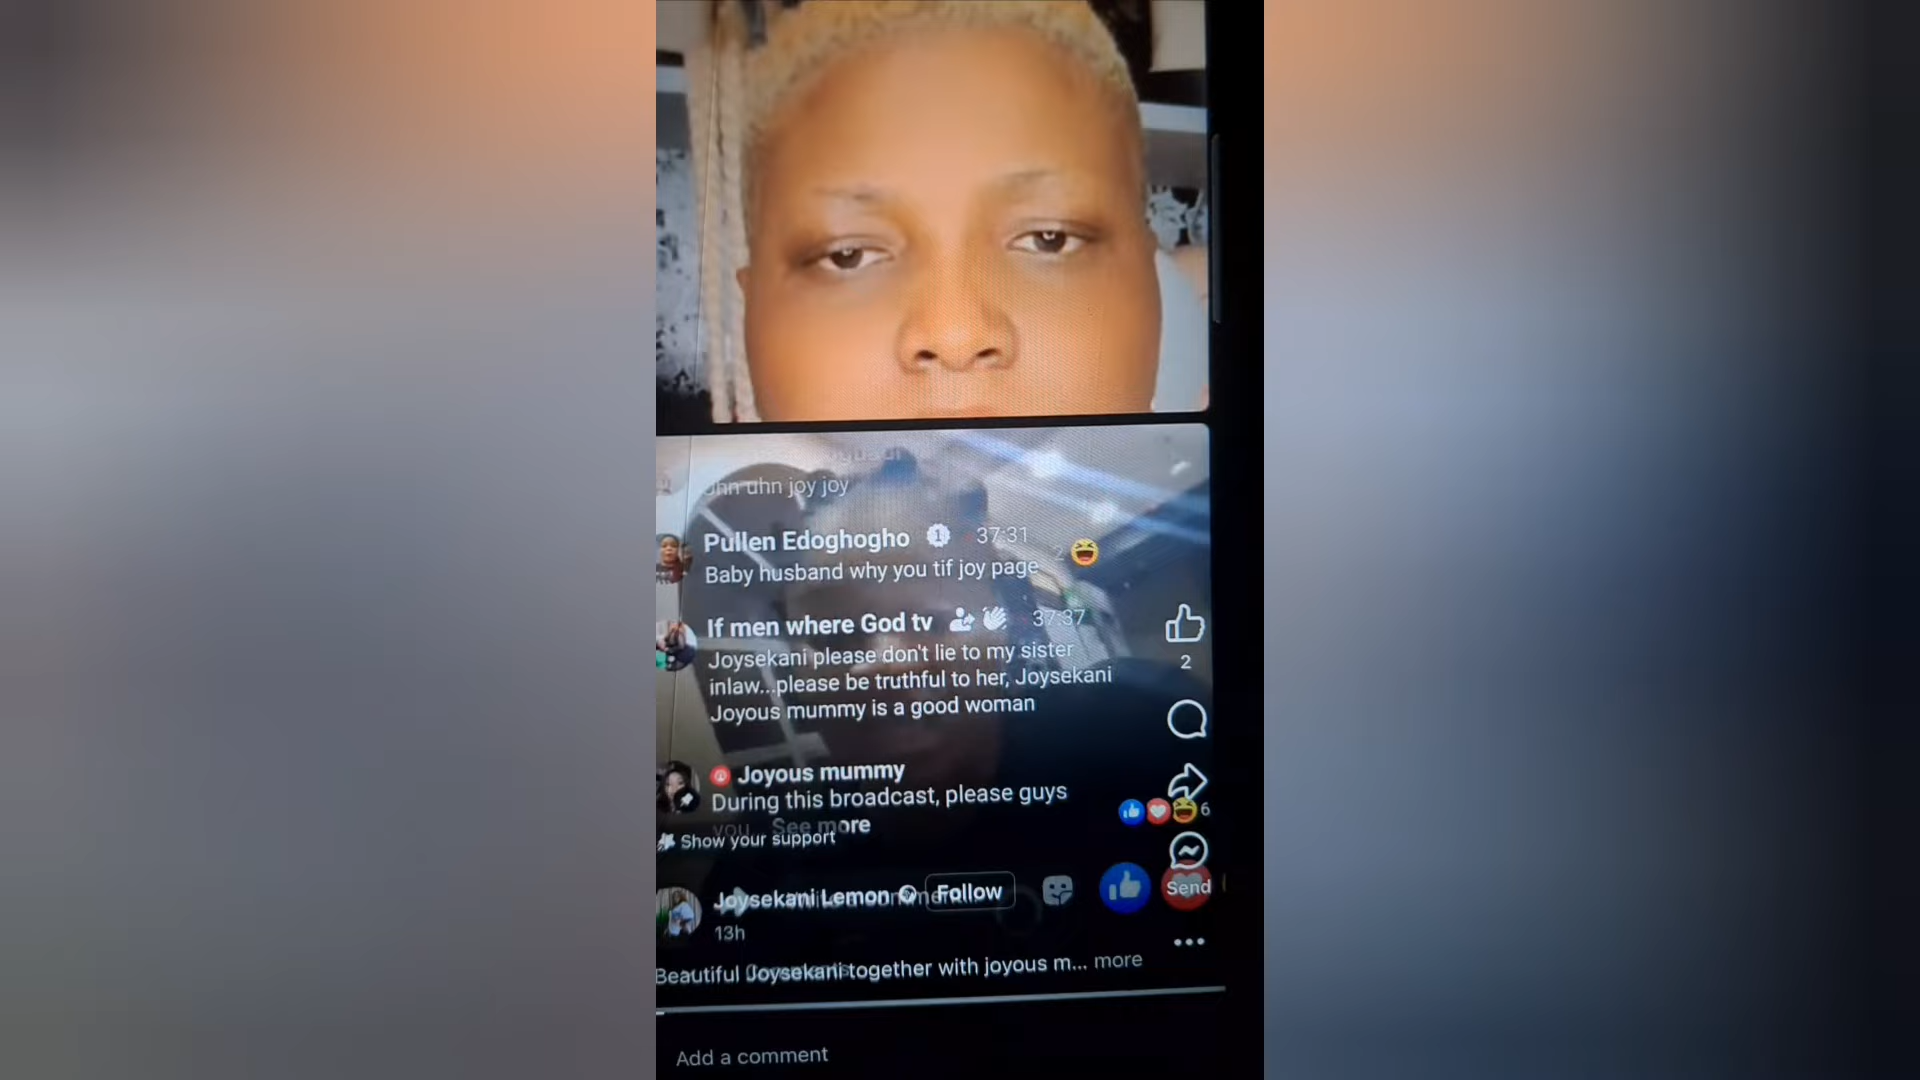 uhn joy joy
Pullen Edoghogho 37:31
Baby husband why you tif joy page
2
If men where God tv 37:37
Joysekani please don't lie to my sister
inlaw...please be truthful to her, Joysekani
Joyous mummy is a good woman
2
Joyous mummy
During this broadcast, please guys
you... See more
6
Show your support
Joysekani Lemon Follow
Send
13h
Beautiful Joysekani together with joyous m... more
Add a comment